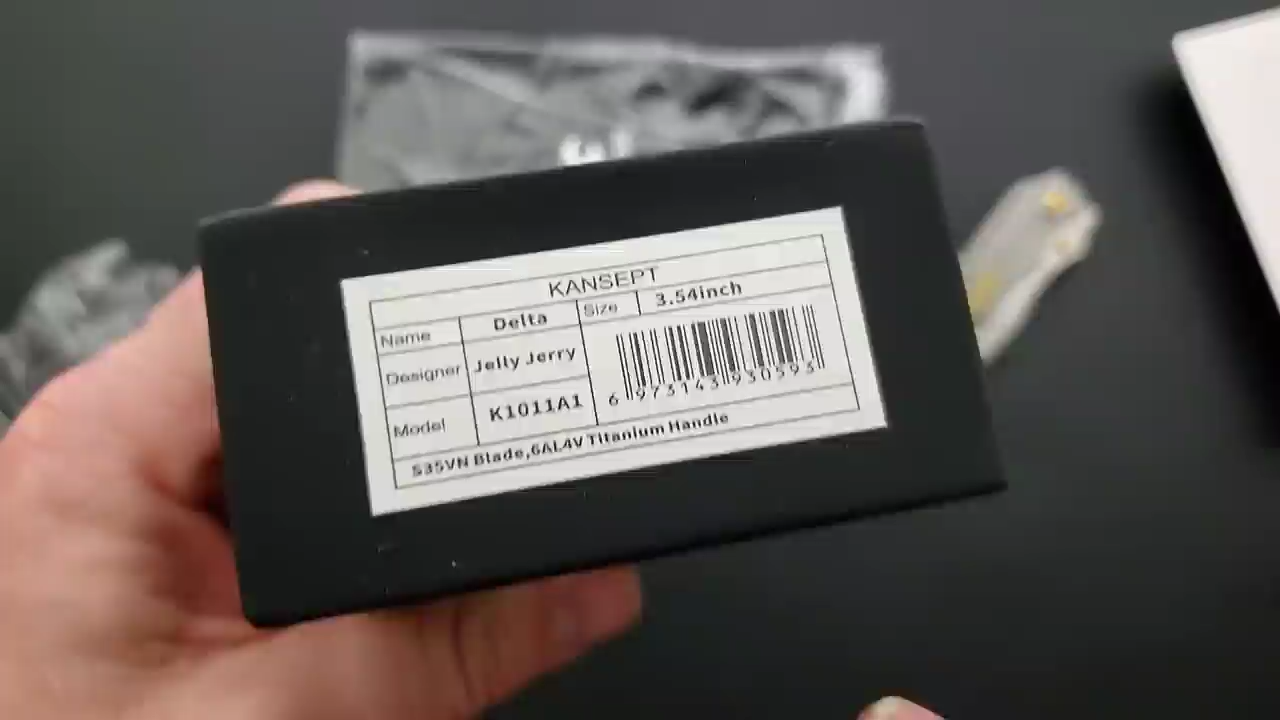 KANSEPT
Name Delta Size 3.54inch
Designer Jelly Jerry
Model K1011A1
6 973143 930593
S35VN Blade,6AL4V Titanium Handle